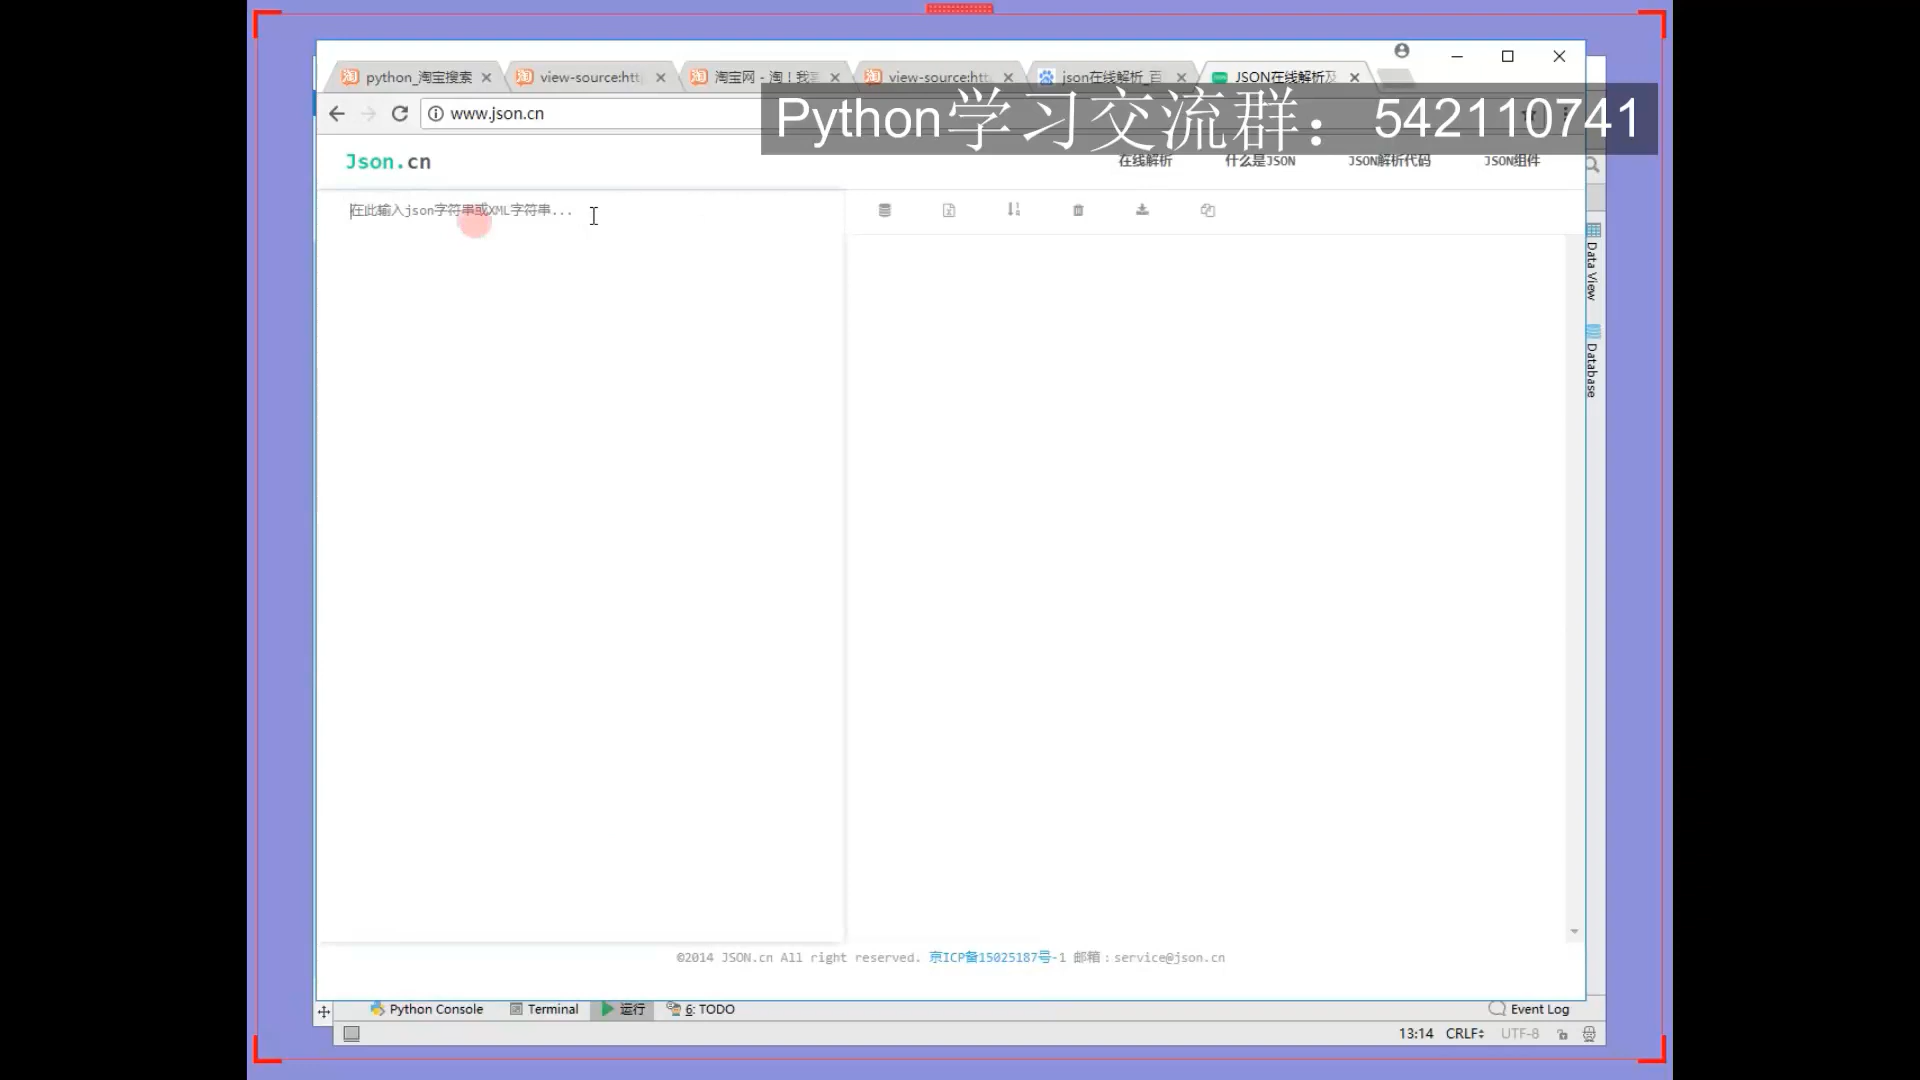 python_淘宝搜索
view-source:htt
淘宝网 - 淘！我喜
view-source:htt
json在线解析_百
JSON在线解析及
www.json.cn
Python学习交流群：542110741
Json.cn
在线解析
什么是JSON
JSON解析代码
JSON组件
在此输入json字符串或XML字符串...
Data View
Database
©2014 JSON.cn All right reserved. 京ICP备15025187号-1 邮箱：service@json.cn
Python Console
Terminal
运行
6: TODO
Event Log
13:14 CRLF UTF-8